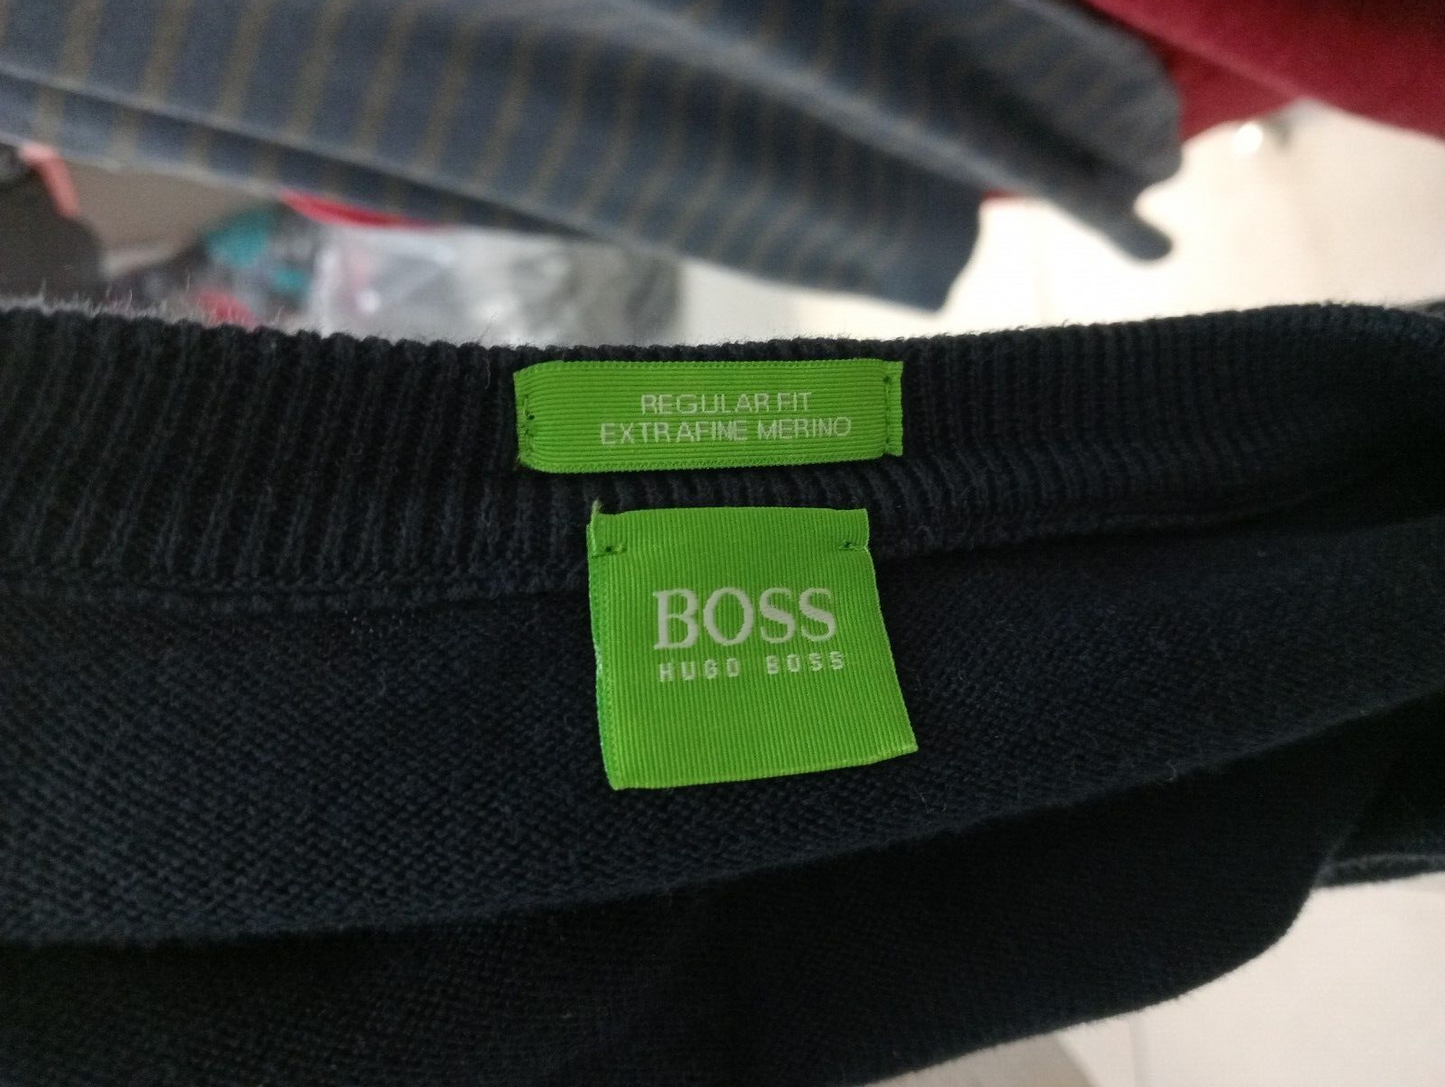 REGULAR FIT
EXTRAFINE MERINO
BOSS
HUGO BOSS